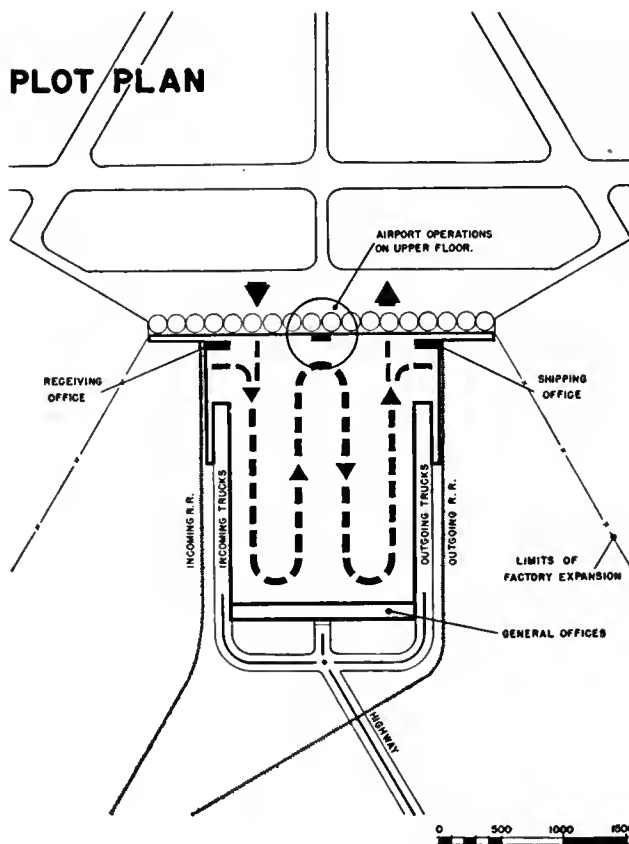 PLOT PLAN
AIRPORT OPERATIONS
ON UPPER FLOOR.
RECEIVING
OFFICE
SHIPPING
OFFICE
INCOMING R.R.
INCOMING TRUCKS
OUTGOING TRUCKS
OUTGOING R.R.
LIMITS OF
FACTORY EXPANSION
GENERAL OFFICES
HIGHWAY
0 500 1000 1500